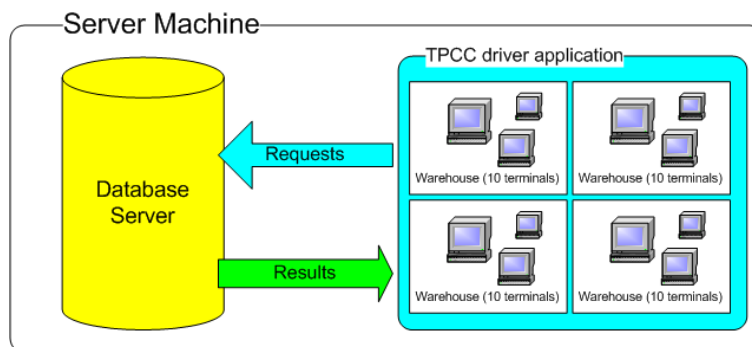 Server Machine
TPCC driver application
Database
Server
Requests
Results
Warehouse (10 terminals)
Warehouse (10 terminals)
Warehouse (10 terminals)
Warehouse (10 terminals)